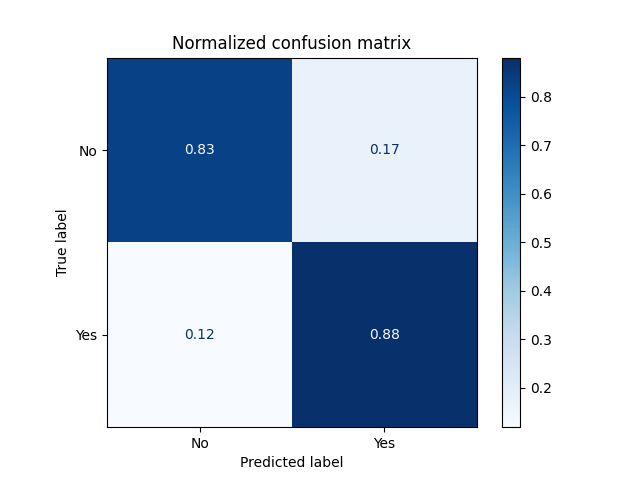 Normalized confusion matrix
True label
No
0.83
0.17
Yes
0.12
0.88
No
Yes
Predicted label
0.8
0.7
0.6
0.5
0.4
0.3
0.2